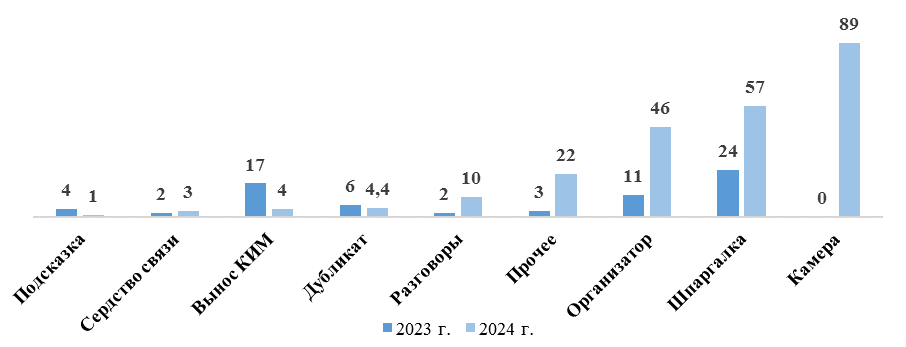 89
57
46
22
24
17
10
11
4 1 2 3 4 6 4,4 2 3 0
Подсказка
Сердство связи
Вынос КИМ
Дубликат
Разговоры
Прочее
Организатор
Шпаргалка
Камера
2023 г. 2024 г.